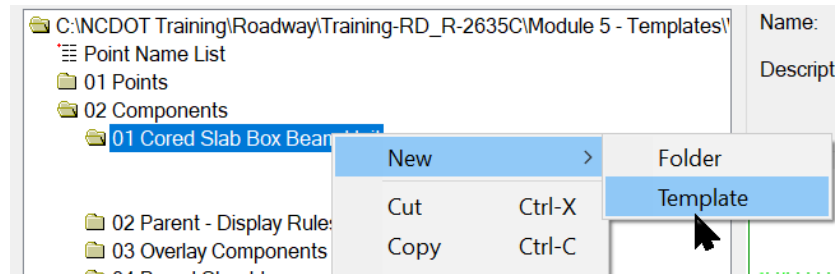 C:\NCDOT Training\Roadway\Training-RD_R-2635C\Module 5 - Templates\
Name:
Point Name List
Descript
01 Points
02 Components
01 Cored Slab Box Beam
New >
Folder
Template
Cut Ctrl-X
02 Parent - Display Rules
Copy Ctrl-C
03 Overlay Components